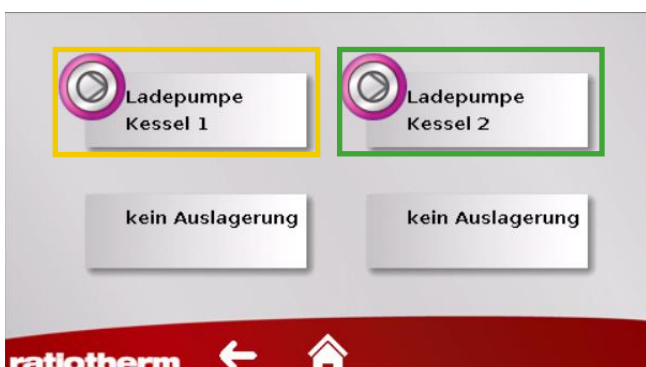 Ladepumpe
Kessel 1
Ladepumpe
Kessel 2
kein Auslagerung
kein Auslagerung
ratiotherm